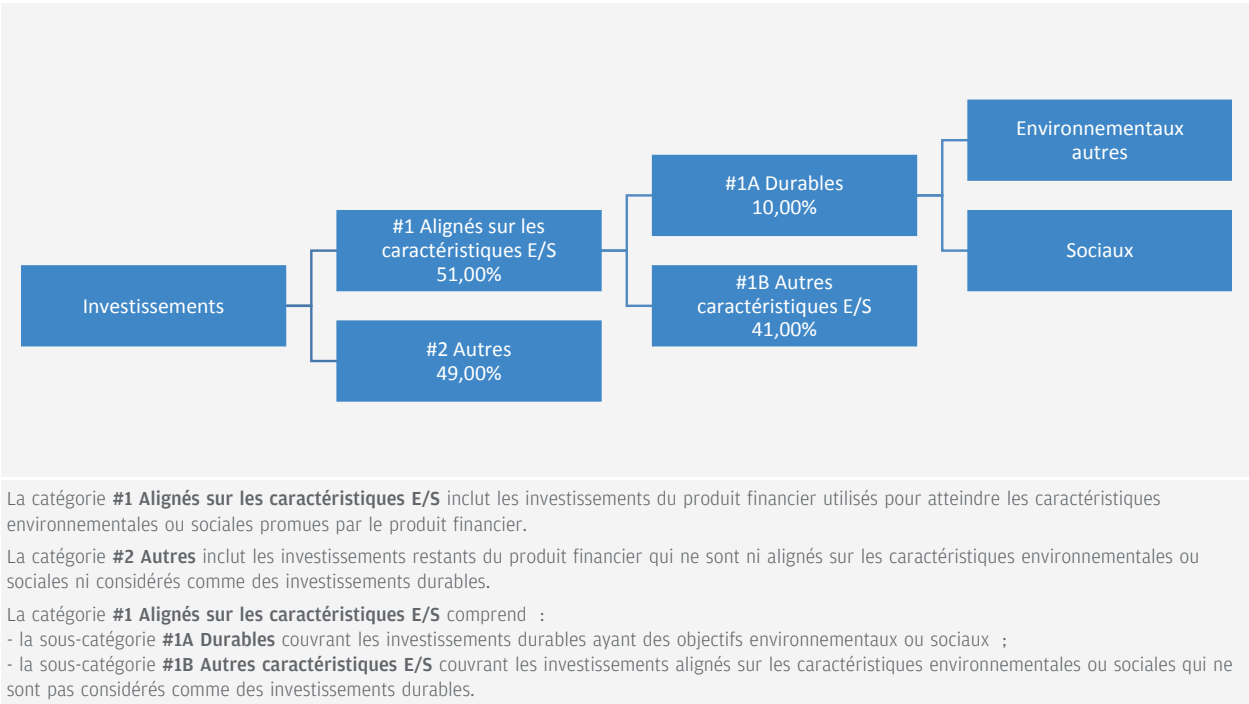 Investissements
#1 Alignés sur les
caractéristiques E/S
51,00%
#2 Autres
49,00%
#1A Durables
10,00%
#1B Autres
caractéristiques E/S
41,00%
Environnementaux
autres
Sociaux
La catégorie #1 Alignés sur les caractéristiques E/S inclut les investissements du produit financier utilisés pour atteindre les caractéristiques
environnementales ou sociales promues par le produit financier.
La catégorie #2 Autres inclut les investissements restants du produit financier qui ne sont ni alignés sur les caractéristiques environnementales ou
sociales ni considérés comme des investissements durables.
La catégorie #1 Alignés sur les caractéristiques E/S comprend :
- la sous-catégorie #1A Durables couvrant les investissements durables ayant des objectifs environnementaux ou sociaux ;
- la sous-catégorie #1B Autres caractéristiques E/S couvrant les investissements alignés sur les caractéristiques environnementales ou sociales qui ne
sont pas considérés comme des investissements durables.